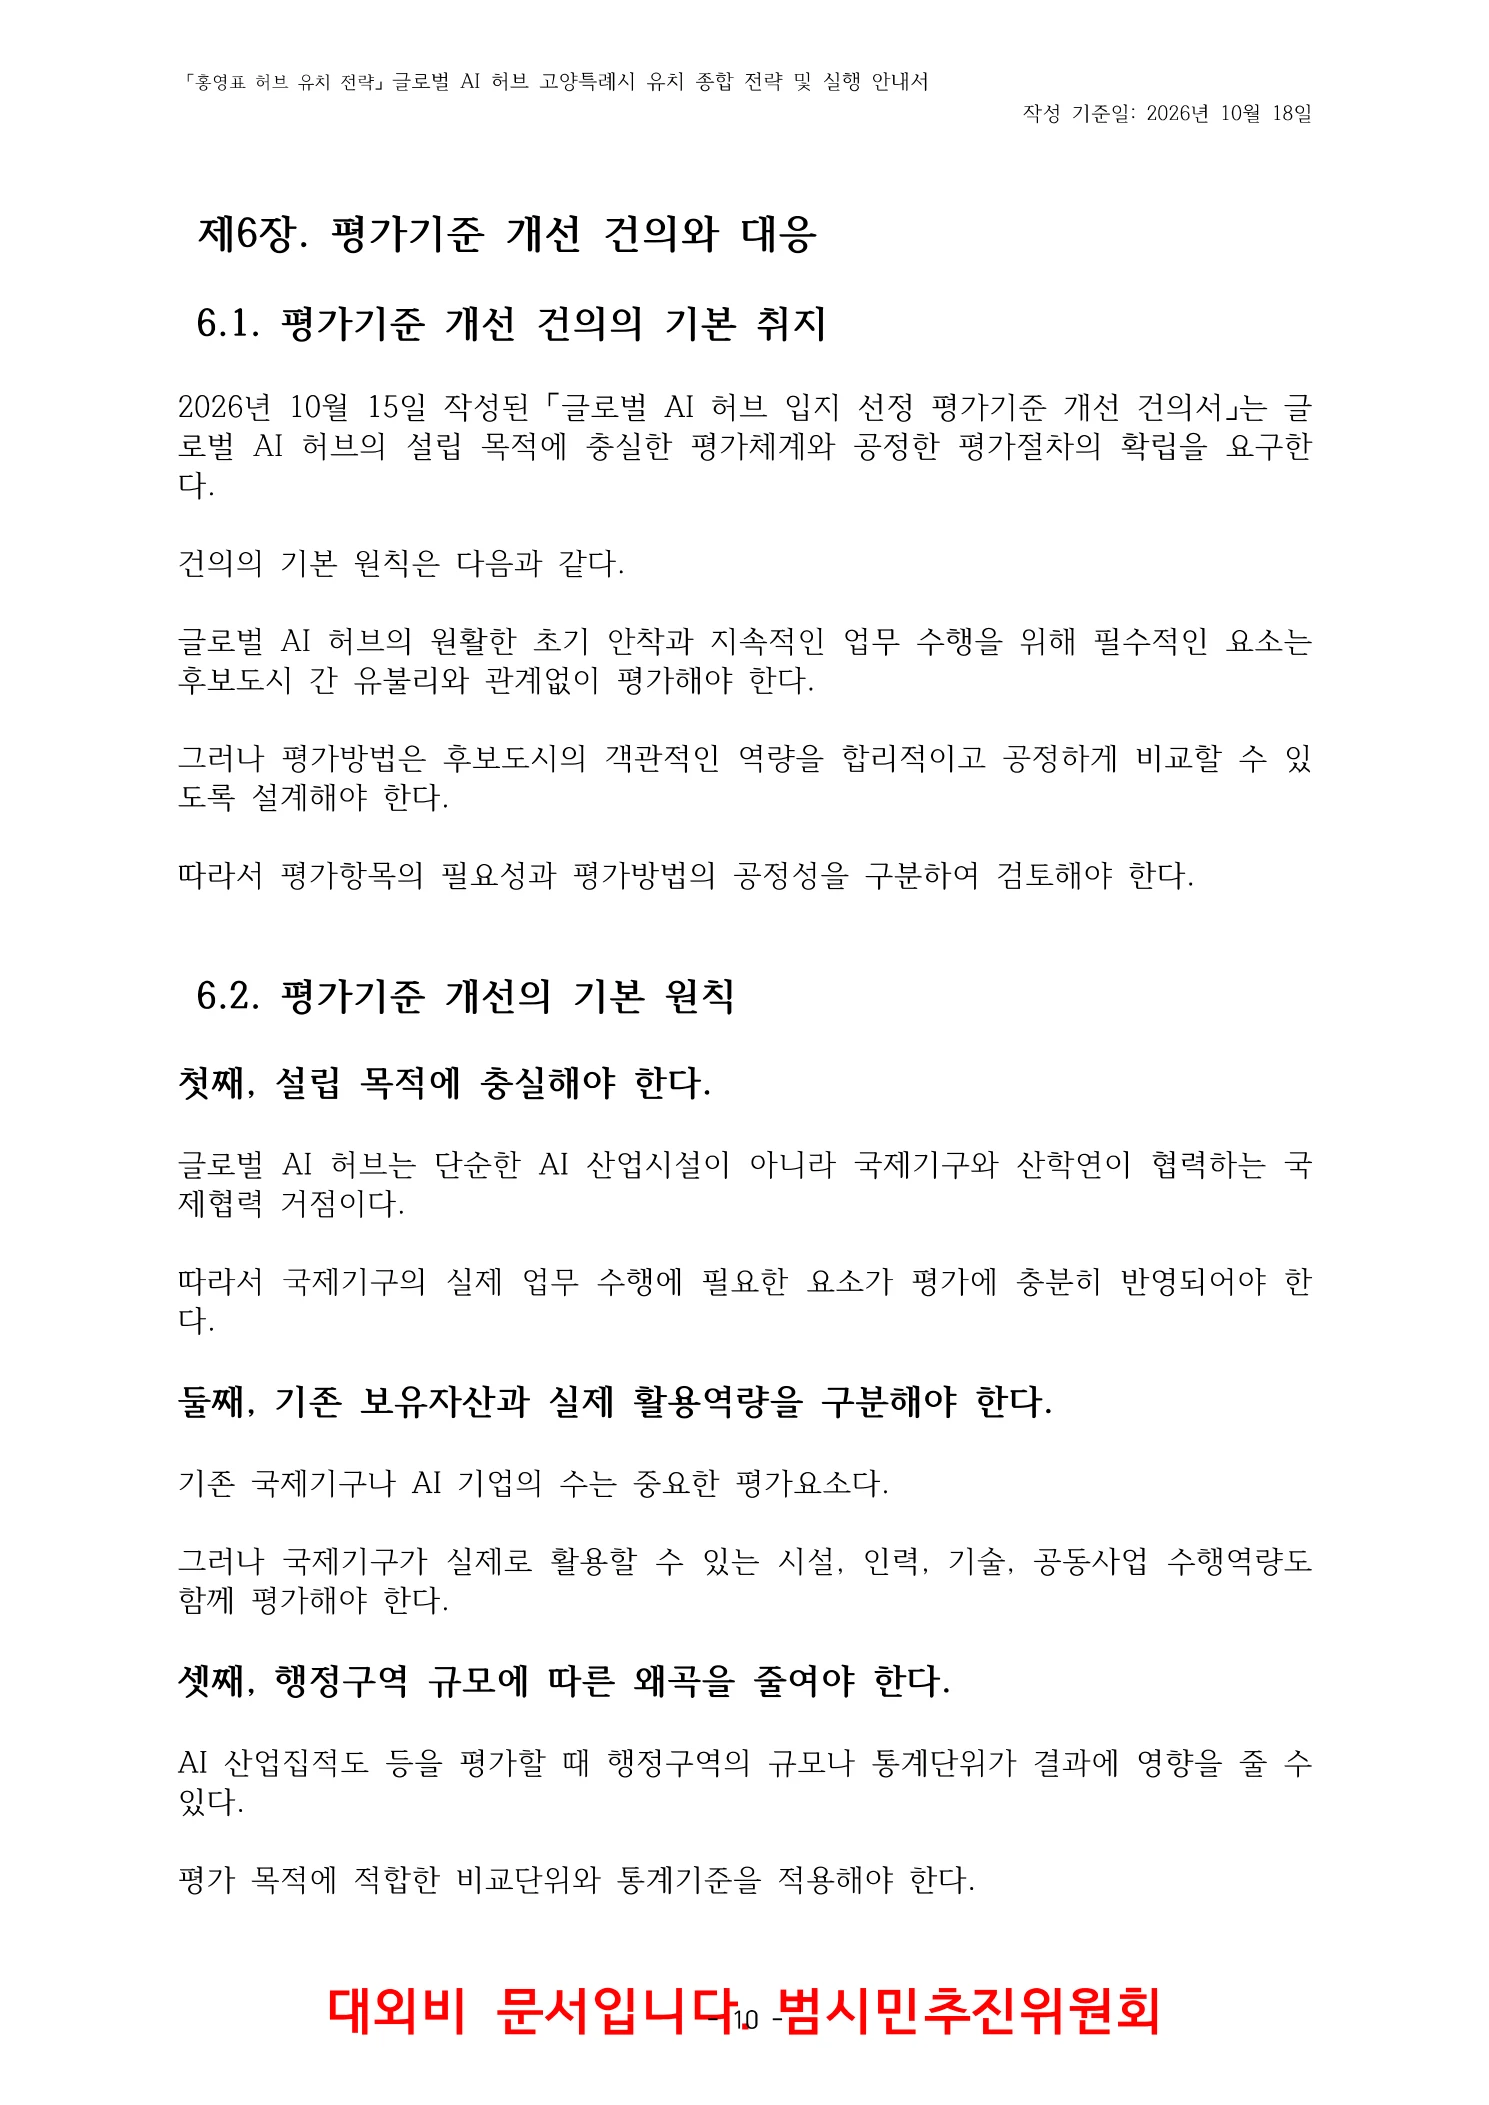 「홍영표 허브 유치 전략」 글로벌 AI 허브 고양특례시 유치 종합 전략 및 실행 안내서
작성 기준일: 2026년 10월 18일
제6장. 평가기준 개선 건의와 대응
6.1. 평가기준 개선 건의의 기본 취지
2026년 10월 15일 작성된 「글로벌 AI 허브 입지 선정 평가기준 개선 건의서」는 글
로벌 AI 허브의 설립 목적에 충실한 평가체계와 공정한 평가절차의 확립을 요구한
다.
건의의 기본 원칙은 다음과 같다.
글로벌 AI 허브의 원활한 초기 안착과 지속적인 업무 수행을 위해 필수적인 요소는
후보도시 간 유불리와 관계없이 평가해야 한다.
그러나 평가방법은 후보도시의 객관적인 역량을 합리적이고 공정하게 비교할 수 있
도록 설계해야 한다.
따라서 평가항목의 필요성과 평가방법의 공정성을 구분하여 검토해야 한다.
6.2. 평가기준 개선의 기본 원칙
첫째, 설립 목적에 충실해야 한다.
글로벌 AI 허브는 단순한 AI 산업시설이 아니라 국제기구와 산학연이 협력하는 국
제협력 거점이다.
따라서 국제기구의 실제 업무 수행에 필요한 요소가 평가에 충분히 반영되어야 한
다.
둘째, 기존 보유자산과 실제 활용역량을 구분해야 한다.
기존 국제기구나 AI 기업의 수는 중요한 평가요소다.
그러나 국제기구가 실제로 활용할 수 있는 시설, 인력, 기술, 공동사업 수행역량도
함께 평가해야 한다.
셋째, 행정구역 규모에 따른 왜곡을 줄여야 한다.
AI 산업집적도 등을 평가할 때 행정구역의 규모나 통계단위가 결과에 영향을 줄 수
있다.
평가 목적에 적합한 비교단위와 통계기준을 적용해야 한다.
대외비 문서입니다. 범시민추진위원회
- 10 -